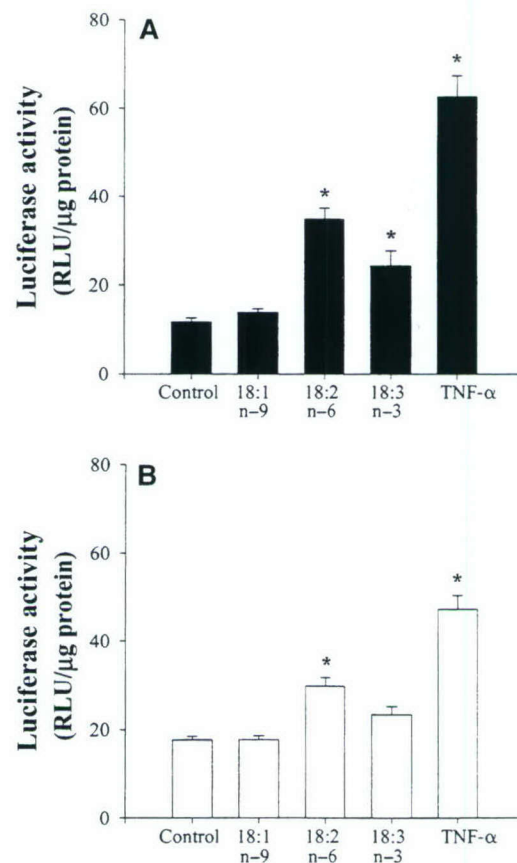 A
Luciferase activity
(RLU/μg protein)
80
60
40
20
0
*
*
*
Control
18:1
n–9
18:2
n–6
18:3
n–3
TNF-α
B
Luciferase activity
(RLU/μg protein)
80
60
40
20
0
*
*
Control
18:1
n–9
18:2
n–6
18:3
n–3
TNF-α